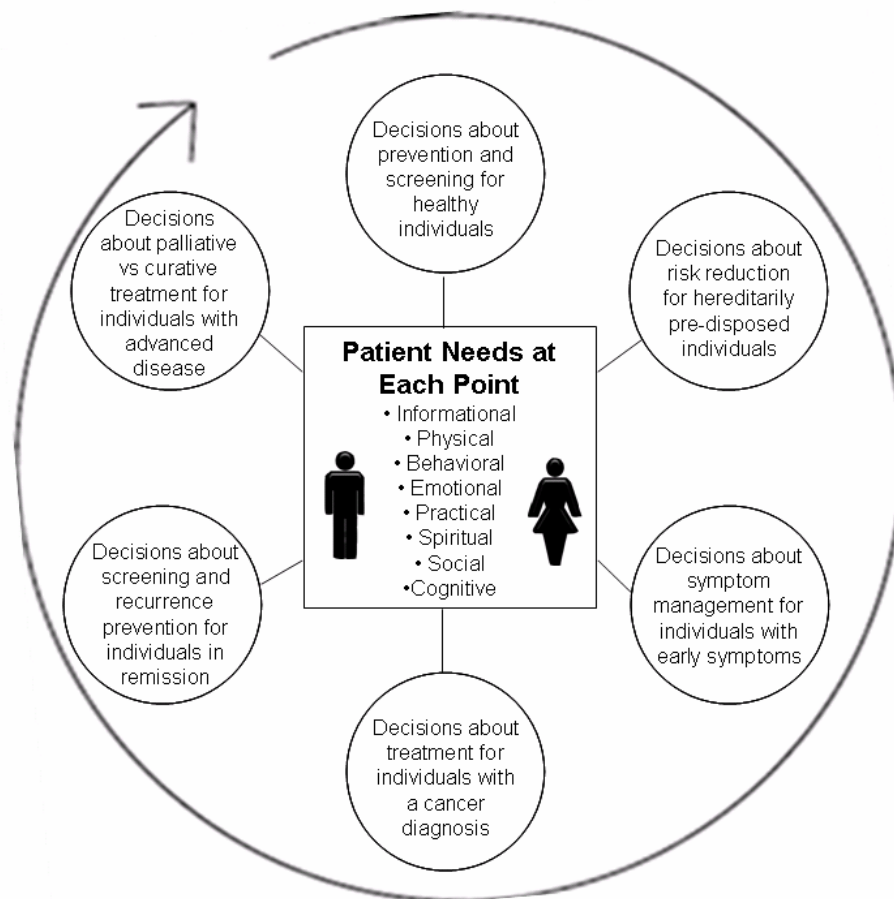 Decisions about
prevention and
screening for
healthy
individuals
Decisions about
risk reduction
for hereditarily
pre-disposed
individuals
Decisions about
symptom
management for
individuals with
early symptoms
Decisions about
treatment for
individuals with
a cancer
diagnosis
Decisions about
screening and
recurrence
prevention for
individuals in
remission
Decisions
about palliative
vs curative
treatment for
individuals with
advanced
disease
Patient Needs at
Each Point
• Informational
• Physical
• Behavioral
• Emotional
• Practical
• Spiritual
• Social
•Cognitive